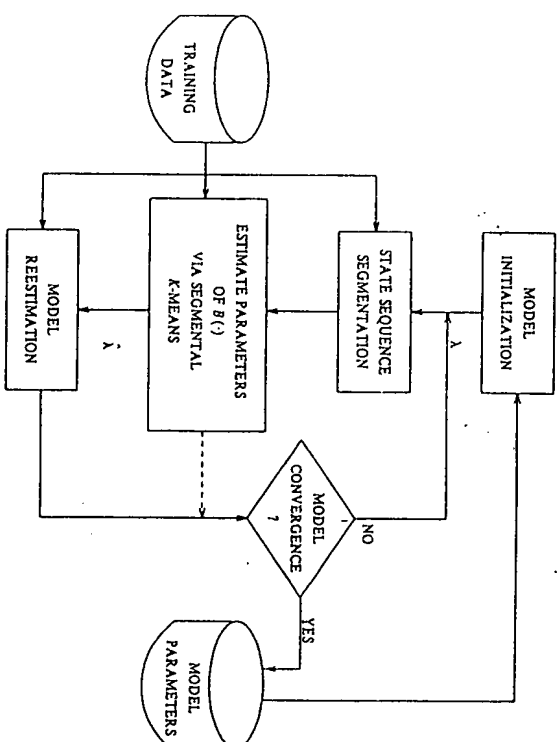 MODEL
INITIALIZATION
λ
STATE SEQUENCE
SEGMENTATION
TRAINING
DATA
ESTIMATE PARAMETERS
OF B (·)
VIA SEGMENTAL
K-MEANS
λ̂
MODEL
REESTIMATION
MODEL
CONVERGENCE
?
NO
YES
MODEL
PARAMETERS